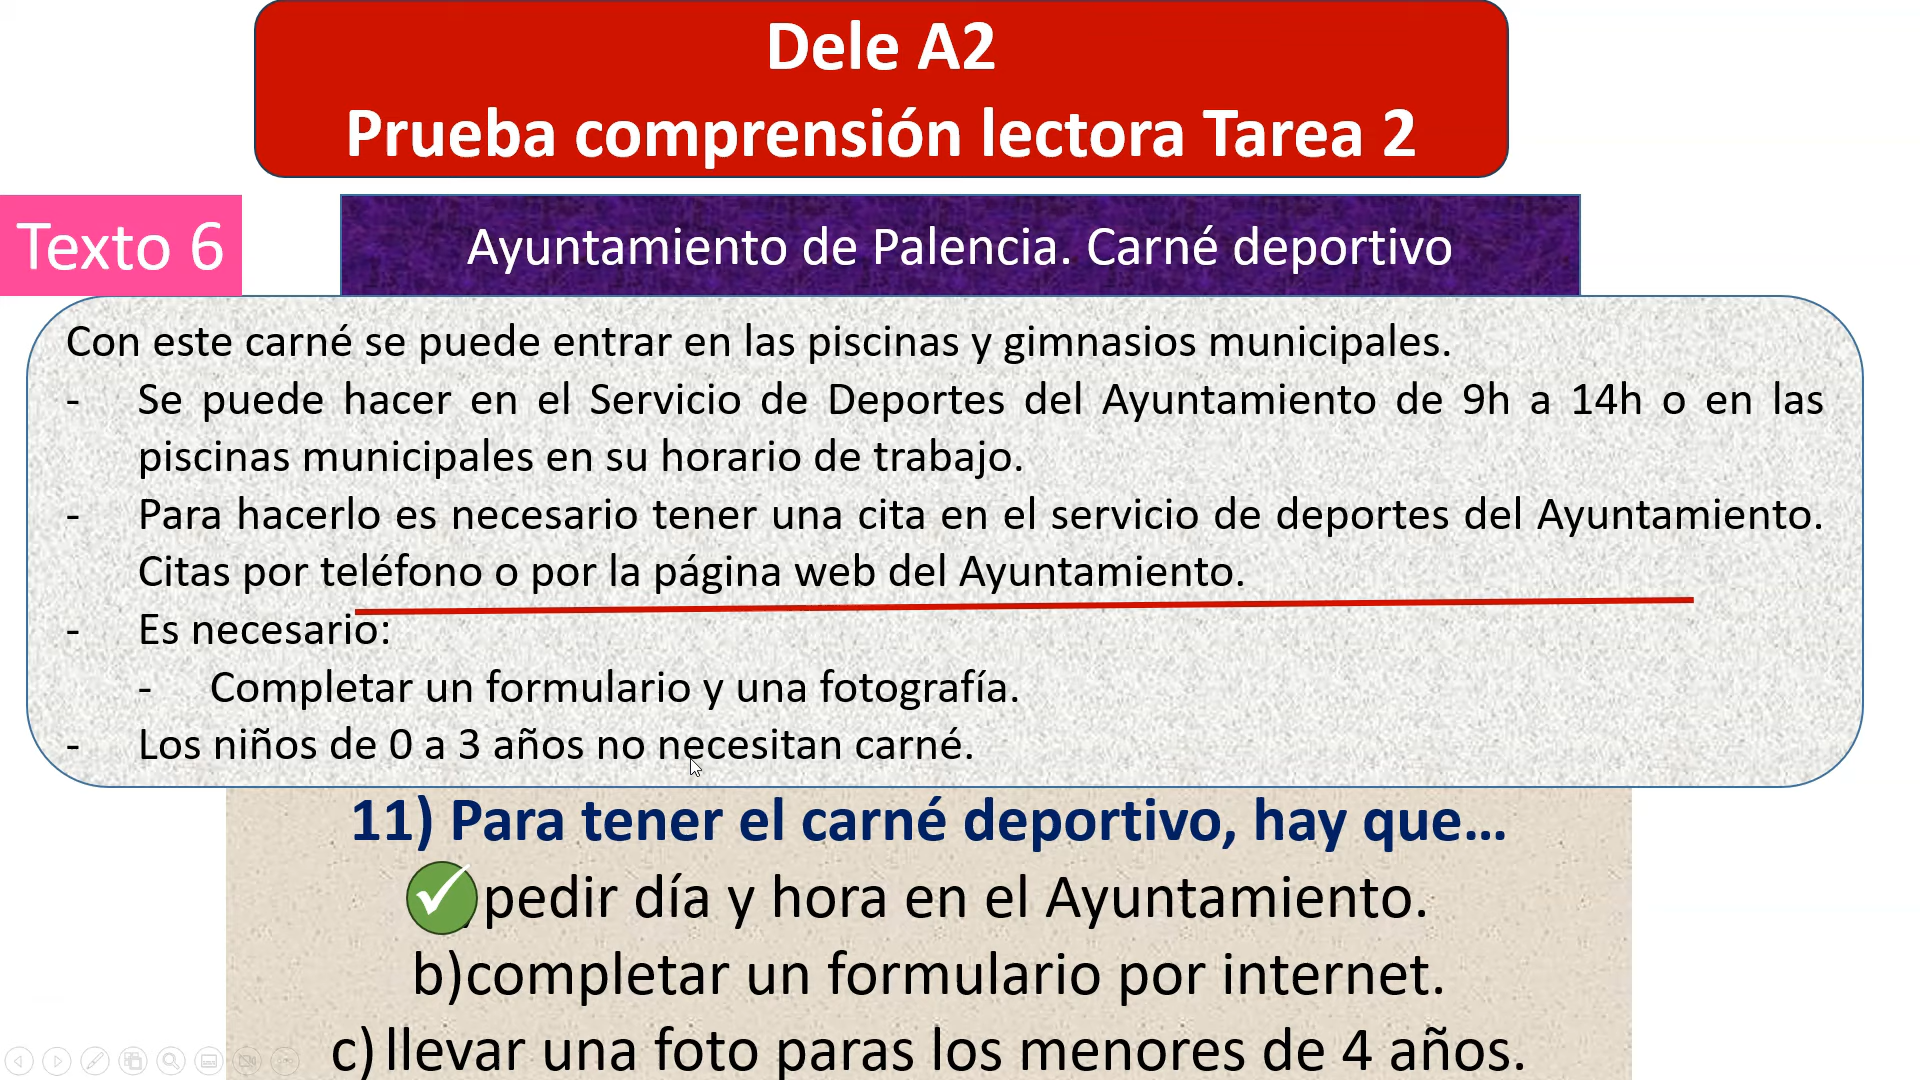 Dele A2
Prueba comprensión lectora Tarea 2
Texto 6
Ayuntamiento de Palencia. Carné deportivo
Con este carné se puede entrar en las piscinas y gimnasios municipales.
- Se puede hacer en el Servicio de Deportes del Ayuntamiento de 9h a 14h o en las
piscinas municipales en su horario de trabajo.
- Para hacerlo es necesario tener una cita en el servicio de deportes del Ayuntamiento.
Citas por teléfono o por la página web del Ayuntamiento.
- Es necesario:
- Completar un formulario y una fotografía.
- Los niños de 0 a 3 años no necesitan carné.
11) Para tener el carné deportivo, hay que...
pedir día y hora en el Ayuntamiento.
b)completar un formulario por internet.
c) llevar una foto paras los menores de 4 años.